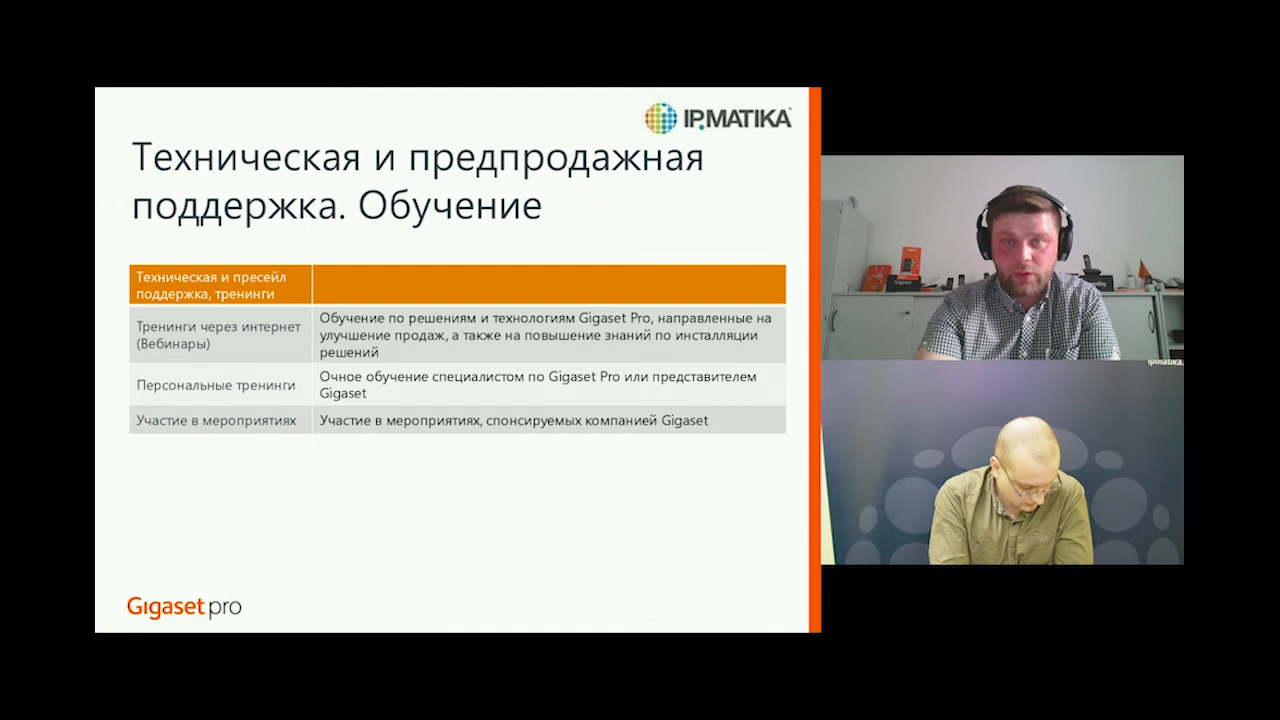 IPMATIKA
Техническая и предпродажная
поддержка. Обучение
Техническая и пресейл
поддержка, тренинги
Тренинги через интернет
(Вебинары)
Обучение по решениям и технологиям Gigaset Pro, направленные на
улучшение продаж, а также на повышение знаний по инсталляции
решений
Персональные тренинги
Очное обучение специалистом по Gigaset Pro или представителем
Gigaset
Участие в мероприятиях
Участие в мероприятиях, спонсируемых компанией Gigaset
Gigaset pro